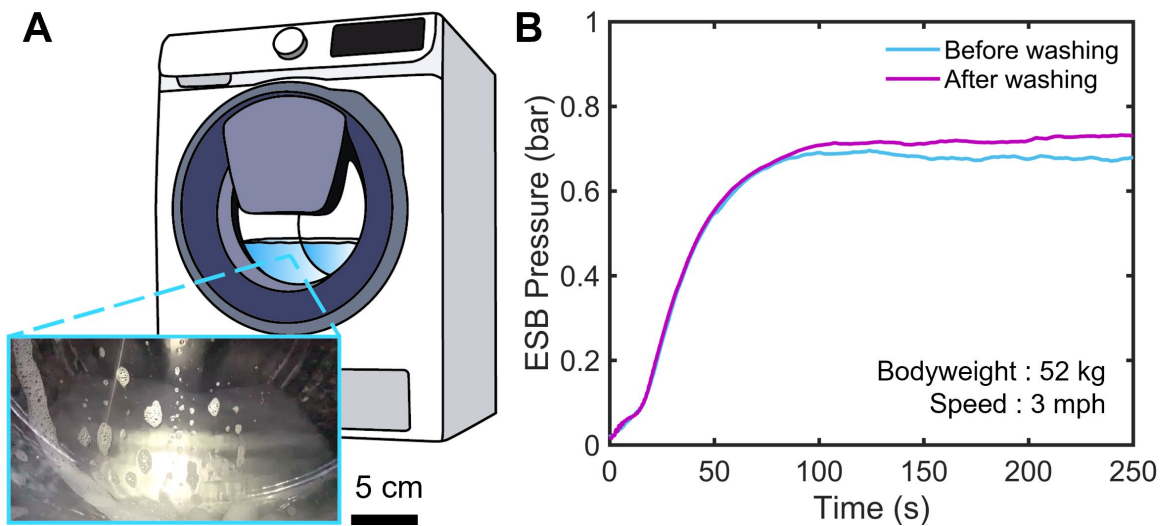 A
5 cm
B
1
0.8
0.6
0.4
0.2
0
ESB Pressure (bar)
Before washing
After washing
Bodyweight : 52 kg
Speed : 3 mph
0 50 100 150 200 250
Time (s)